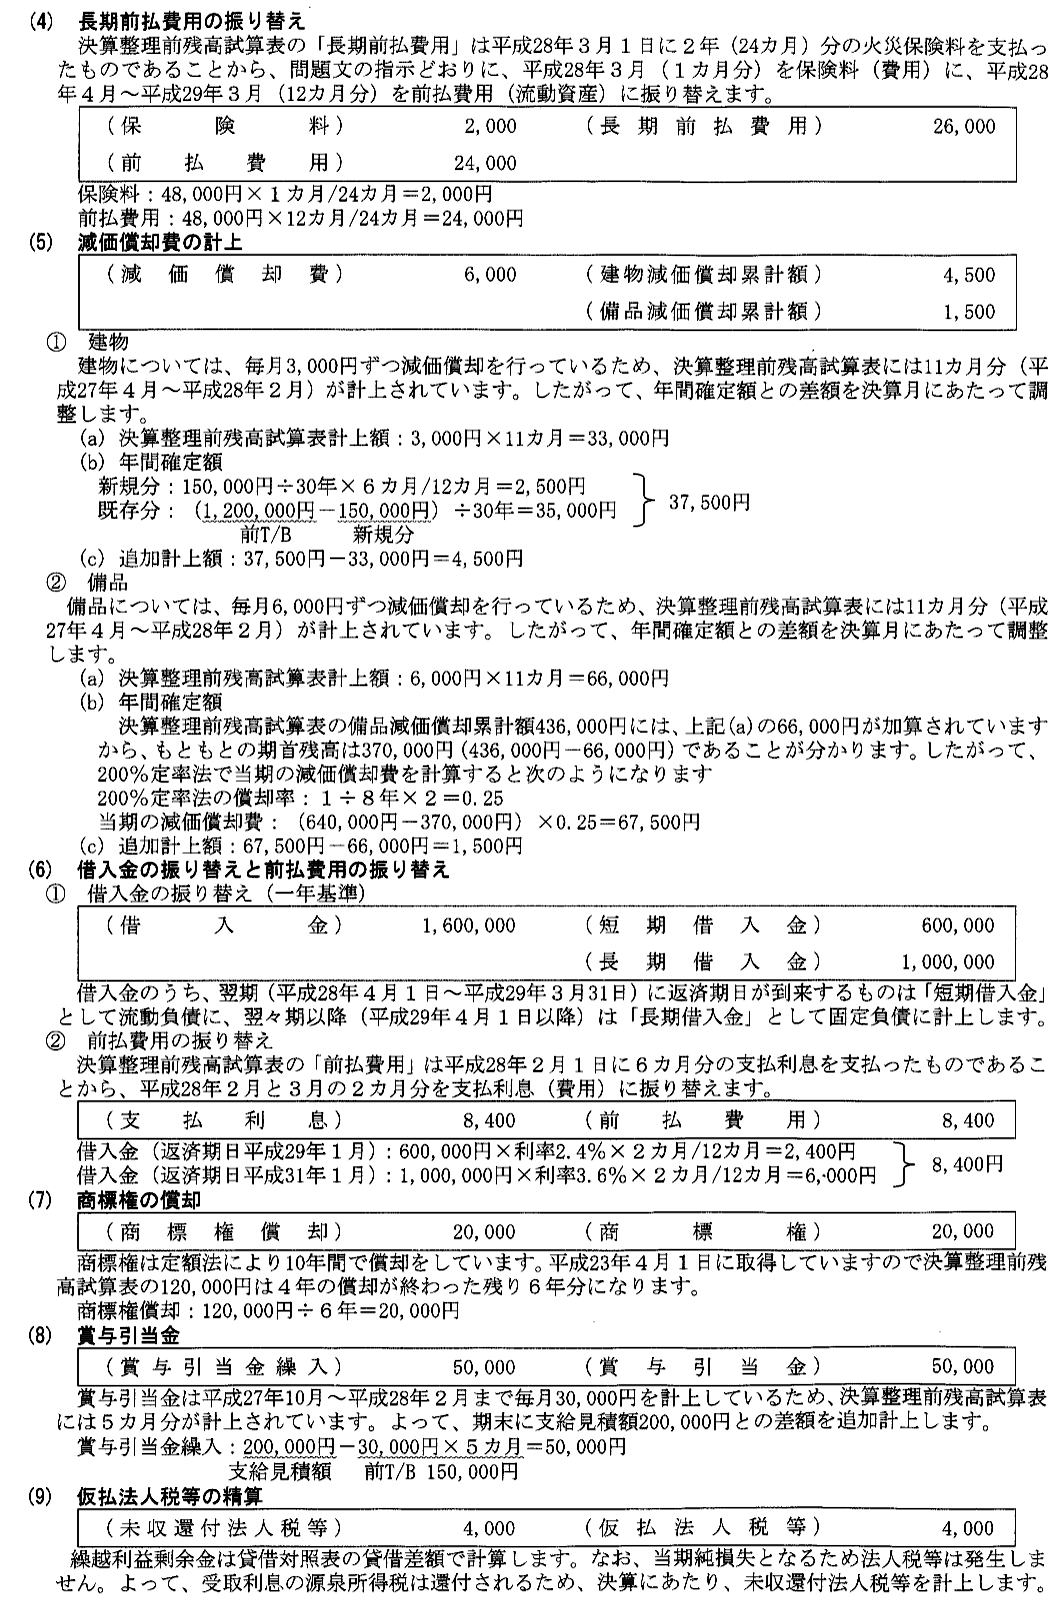 (4) 長期前払費用の振り替え
決算整理前残高試算表の「長期前払費用」は平成28年3月1日に2年（24カ月）分の火災保険料を支払っ
たものであることから、問題文の指示どおりに、平成28年3月（1カ月分）を保険料（費用）に、平成28
年4月～平成29年3月（12カ月分）を前払費用（流動資産）に振り替えます。
（保険料） 2,000 （長期前払費用） 26,000
（前払費用） 24,000
保険料：48,000円×1カ月/24カ月＝2,000円
前払費用：48,000円×12カ月/24カ月＝24,000円
(5) 減価償却費の計上
（減価償却費） 6,000 （建物減価償却累計額） 4,500
（備品減価償却累計額） 1,500
① 建物
建物については、毎月3,000円ずつ減価償却を行っているため、決算整理前残高試算表には11カ月分（平
成27年4月～平成28年2月）が計上されています。したがって、年間確定額との差額を決算月にあたって調
整します。
(a) 決算整理前残高試算表計上額：3,000円×11カ月＝33,000円
(b) 年間確定額
新規分：150,000円÷30年×6カ月/12カ月＝2,500円
既存分：（1,200,000円－150,000円）÷30年＝35,000円 37,500円
前T/B 新規分
(c) 追加計上額：37,500円－33,000円＝4,500円
② 備品
備品については、毎月6,000円ずつ減価償却を行っているため、決算整理前残高試算表には11カ月分（平成
27年4月～平成28年2月）が計上されています。したがって、年間確定額との差額を決算月にあたって調整
します。
(a) 決算整理前残高試算表計上額：6,000円×11カ月＝66,000円
(b) 年間確定額
決算整理前残高試算表の備品減価償却累計額436,000円には、上記(a)の66,000円が加算されています
から、もともとの期首残高は370,000円（436,000円－66,000円）であることが分かります。したがって、
200％定率法で当期の減価償却費を計算すると次のようになります
200％定率法の償却率：1÷8年×2＝0.25
当期の減価償却費：（640,000円－370,000円）×0.25＝67,500円
(c) 追加計上額：67,500円－66,000円＝1,500円
(6) 借入金の振り替えと前払費用の振り替え
① 借入金の振り替え（一年基準）
（借入金） 1,600,000 （短期借入金） 600,000
（長期借入金） 1,000,000
借入金のうち、翌期（平成28年4月1日～平成29年3月31日）に返済期日が到来するものは「短期借入金」
として流動負債に、翌々期以降（平成29年4月1日以降）は「長期借入金」として固定負債に計上します。
② 前払費用の振り替え
決算整理前残高試算表の「前払費用」は平成28年2月1日に6カ月分の支払利息を支払ったものであるこ
とから、平成28年2月と3月の2カ月分を支払利息（費用）に振り替えます。
（支払利息） 8,400 （前払費用） 8,400
借入金（返済期日平成29年1月）：600,000円×利率2.4％×2カ月/12カ月＝2,400円
借入金（返済期日平成31年1月）：1,000,000円×利率3.6％×2カ月/12カ月＝6,000円 8,400円
(7) 商標権の償却
（商標権償却） 20,000 （商標権） 20,000
商標権は定額法により10年間で償却をしています。平成23年4月1日に取得していますので決算整理前残
高試算表の120,000円は4年の償却が終わった残り6年分になります。
商標権償却：120,000円÷6年＝20,000円
(8) 賞与引当金
（賞与引当金繰入） 50,000 （賞与引当金） 50,000
賞与引当金は平成27年10月～平成28年2月まで毎月30,000円を計上しているため、決算整理前残高試算表
には5カ月分が計上されています。よって、期末に支給見積額200,000円との差額を追加計上します。
賞与引当金繰入：200,000円－30,000円×5カ月＝50,000円
支給見積額 前T/B 150,000円
(9) 仮払法人税等の精算
（未収還付法人税等） 4,000 （仮払法人税等） 4,000
繰越利益剰余金は貸借対照表の貸借差額で計算します。なお、当期純損失となるため法人税等は発生しま
せん。よって、受取利息の源泉所得税は還付されるため、決算にあたり、未収還付法人税等を計上します。